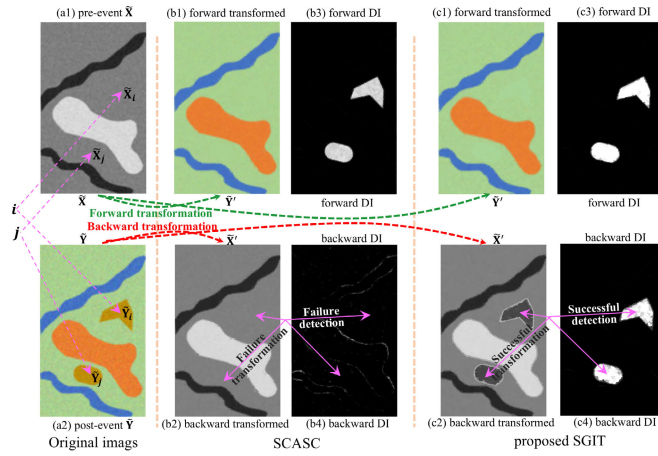 (a1) pre-event X̃
(b1) forward transformed
(b3) forward DI
(c1) forward transformed
(c3) forward DI
X̃i
X̃j
X̃
Ỹ′
forward DI
Ỹ′
forward DI
i
j
Forward transformation
Backward transformation
Ỹ
X̃′
backward DI
X̃′
backward DI
Ỹi
Ỹj
Failure
detection
Failure
transformation
Successful
detection
Successful
transformation
(a2) post-event Ỹ
(b2) backward transformed
(b4) backward DI
(c2) backward transformed
(c4) backward DI
Original imags
SCASC
proposed SGIT